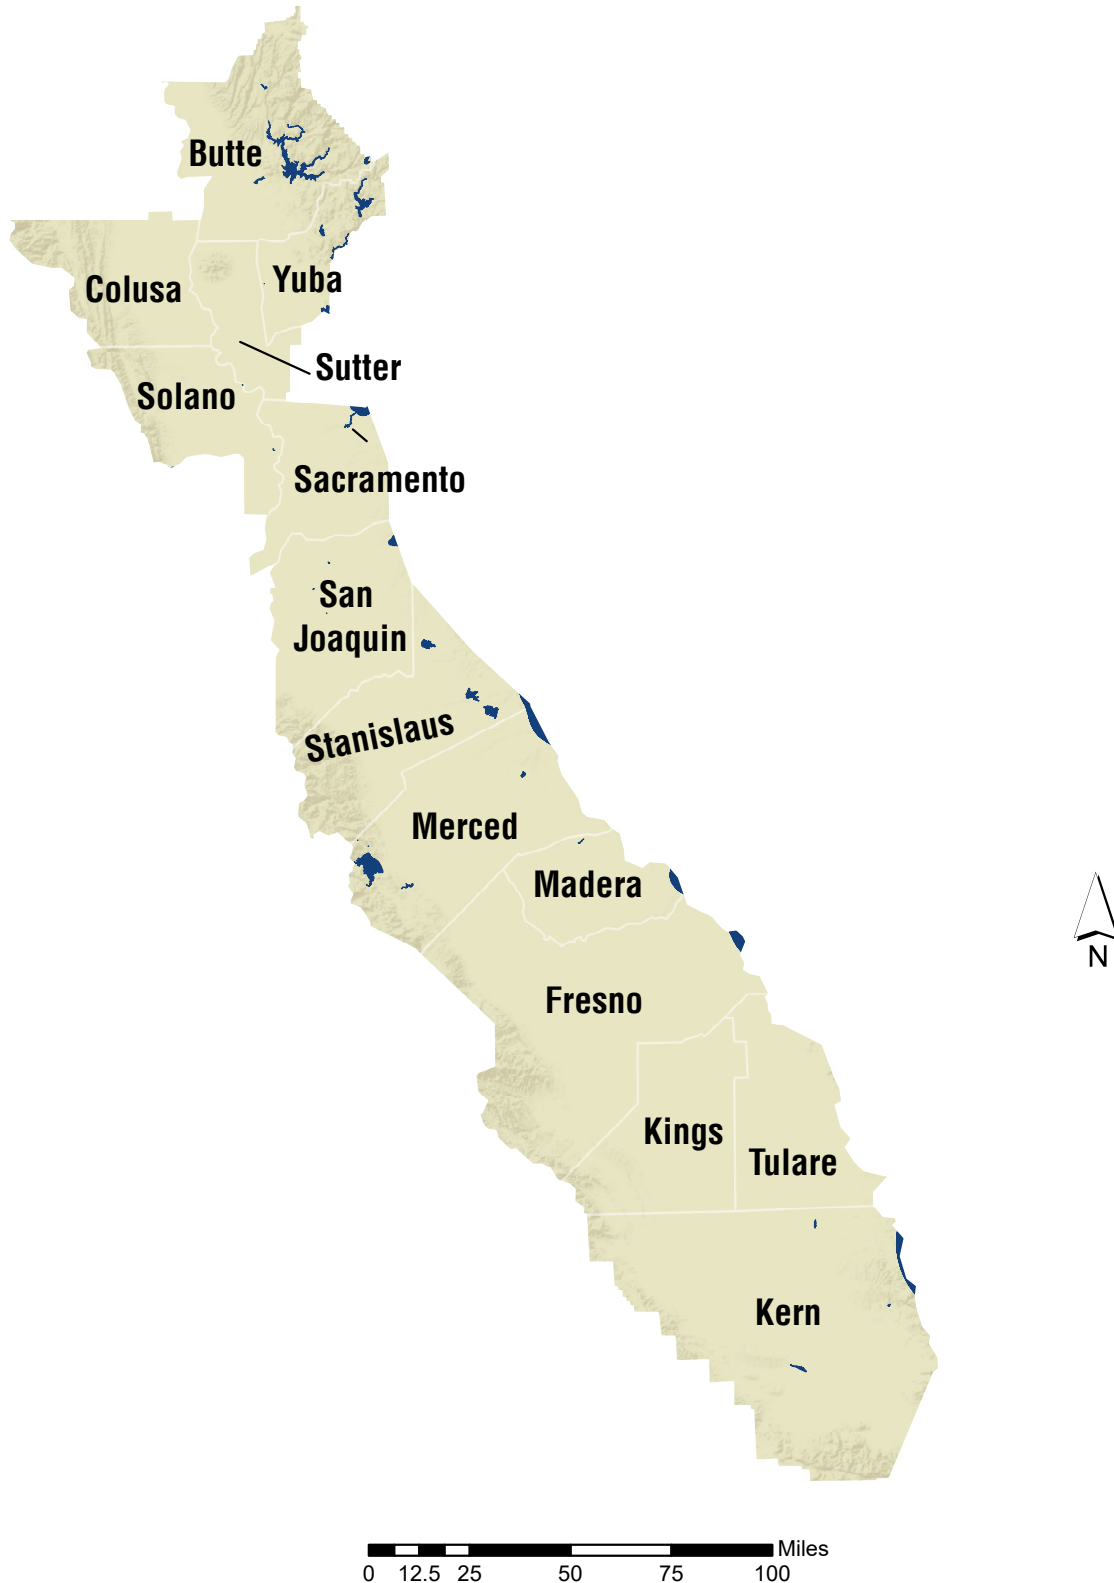 Butte
Colusa
Yuba
Sutter
Solano
Sacramento
San
Joaquin
Stanislaus
Merced
Madera
Fresno
Kings
Tulare
Kern
N
Miles
0 12.5 25 50 75 100